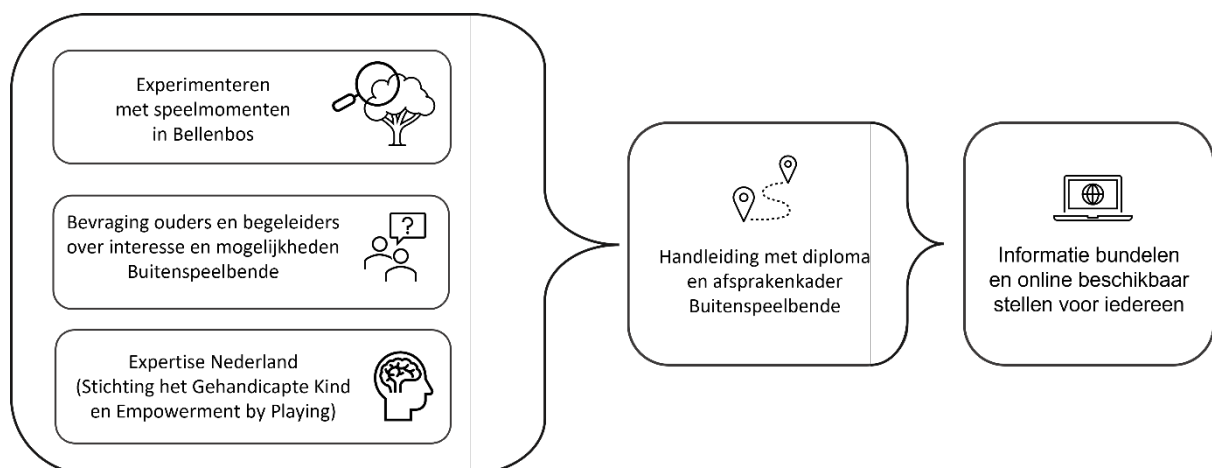 Experimenteren
met speelmomenten
in Bellenbos
?
Bevraging ouders en begeleiders
over interesse en mogelijkheden
Buitenspeelbende
Expertise Nederland
(Stichting het Gehandicapte Kind
en Empowerment by Playing)
Handleiding met diploma
en afsprakenkader
Buitenspeelbende
Informatie bundelen
en online beschikbaar
stellen voor iedereen